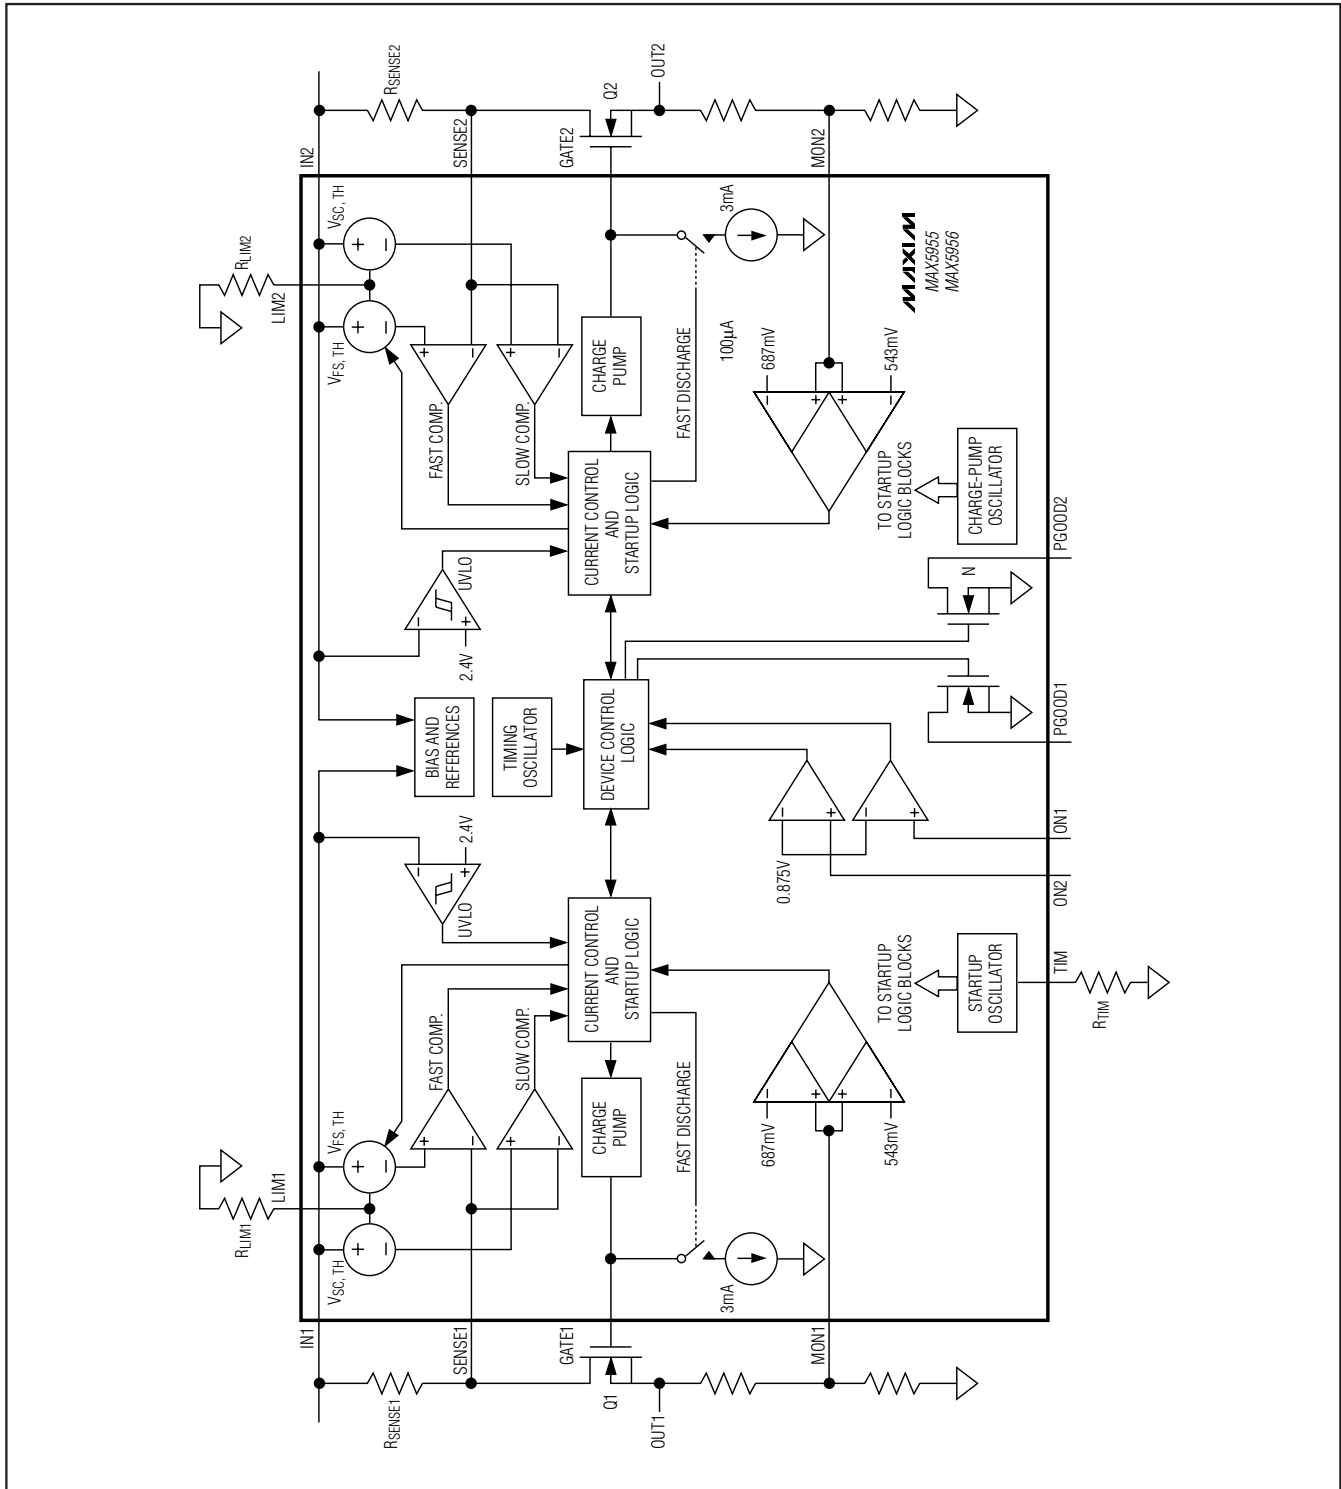 RSENSE2
OUT2
Q2
IN2
SENSE2
GATE2
MON2
VSC, TH
+
−
RLIM2
LIM2
3mA
MAXIM
MAX5955
MAX5956
VFS, TH
+
−
+
−
+
−
CHARGE
PUMP
FAST DISCHARGE
100µA
687mV
543mV
−
+
+
−
FAST COMP.
SLOW COMP.
CURRENT CONTROL
AND
STARTUP LOGIC
TO STARTUP
LOGIC BLOCKS
CHARGE-PUMP
OSCILLATOR
PGOOD2
N
UVLO
−
+
2.4V
BIAS AND
REFERENCES
TIMING
OSCILLATOR
DEVICE CONTROL
LOGIC
PGOOD1
−
+
−
+
0.875V
ON1
ON2
2.4V
−
+
UVLO
CURRENT CONTROL
AND
STARTUP LOGIC
TO STARTUP
LOGIC BLOCKS
STARTUP
OSCILLATOR
TIM
RTIM
FAST COMP.
SLOW COMP.
+
−
+
−
CHARGE
PUMP
FAST DISCHARGE
−
+
+
−
687mV
543mV
VFS, TH
+
−
LIM1
RLIM1
VSC, TH
+
−
3mA
IN1
SENSE1
GATE1
MON1
RSENSE1
Q1
OUT1